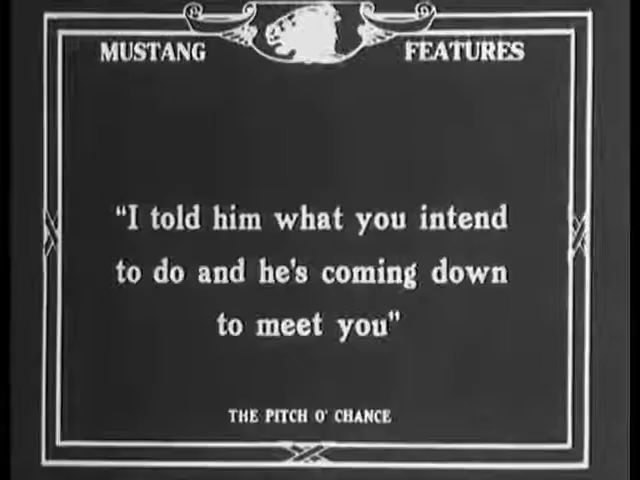 MUSTANG FEATURES
"I told him what you intend
to do and he's coming down
to meet you"
THE PITCH O' CHANCE